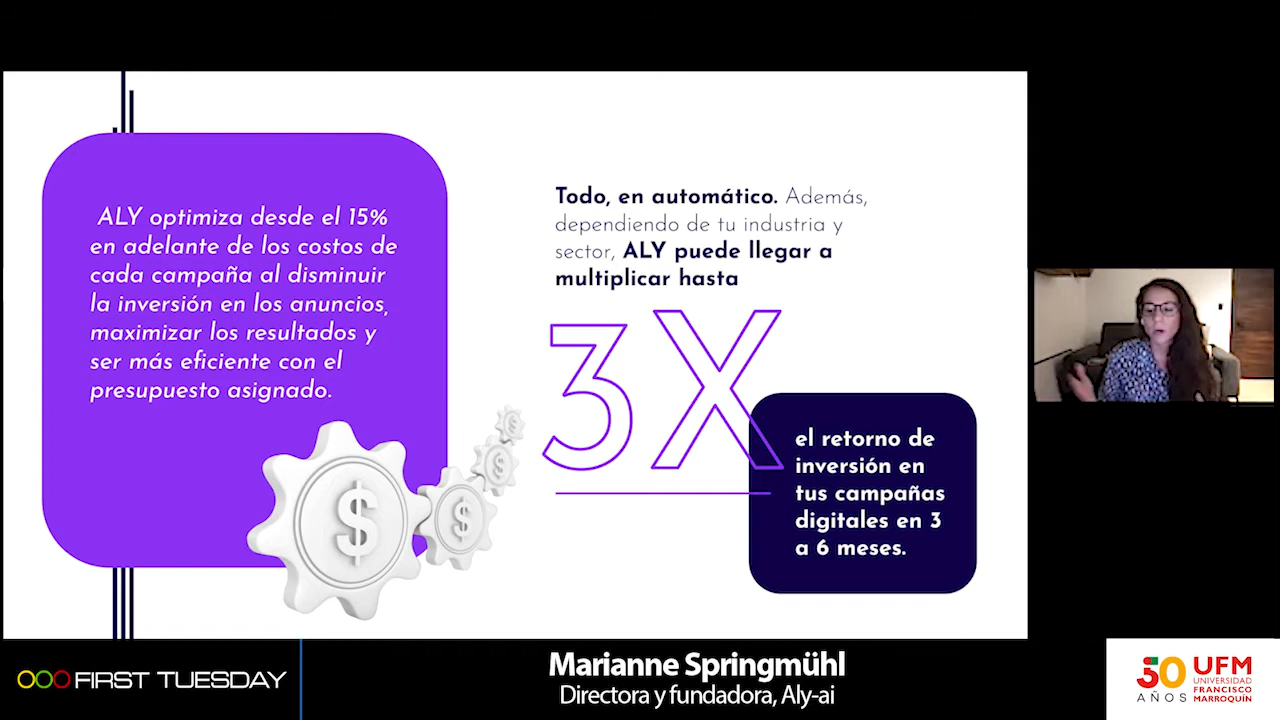 ALY optimiza desde el 15%
en adelante de los costos de
cada campaña al disminuir
la inversión en los anuncios,
maximizar los resultados y
ser más eficiente con el
presupuesto asignado.
$
$
$
$
Todo, en automático. Además,
dependiendo de tu industria y
sector, ALY puede llegar a
multiplicar hasta
3X
el retorno de
inversión en
tus campañas
digitales en 3
a 6 meses.
FIRST TUESDAY
Marianne Springmühl
Directora y fundadora, Aly-ai
50
AÑOS
UFM
UNIVERSIDAD
FRANCISCO
MARROQUÍN